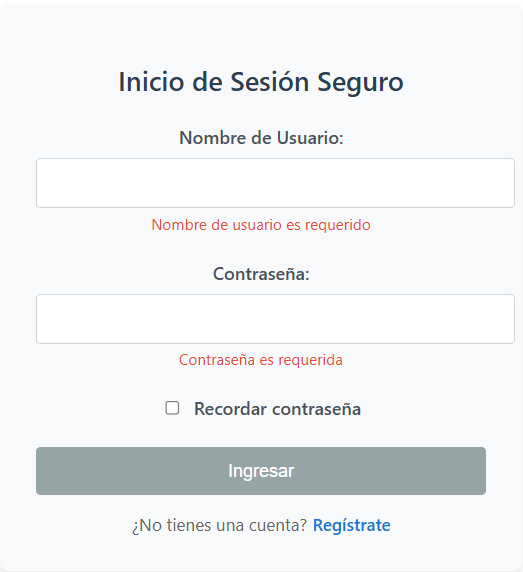 Inicio de Sesión Seguro
Nombre de Usuario:
Nombre de usuario es requerido
Contraseña:
Contraseña es requerida
Recordar contraseña
Ingresar
¿No tienes una cuenta? Regístrate